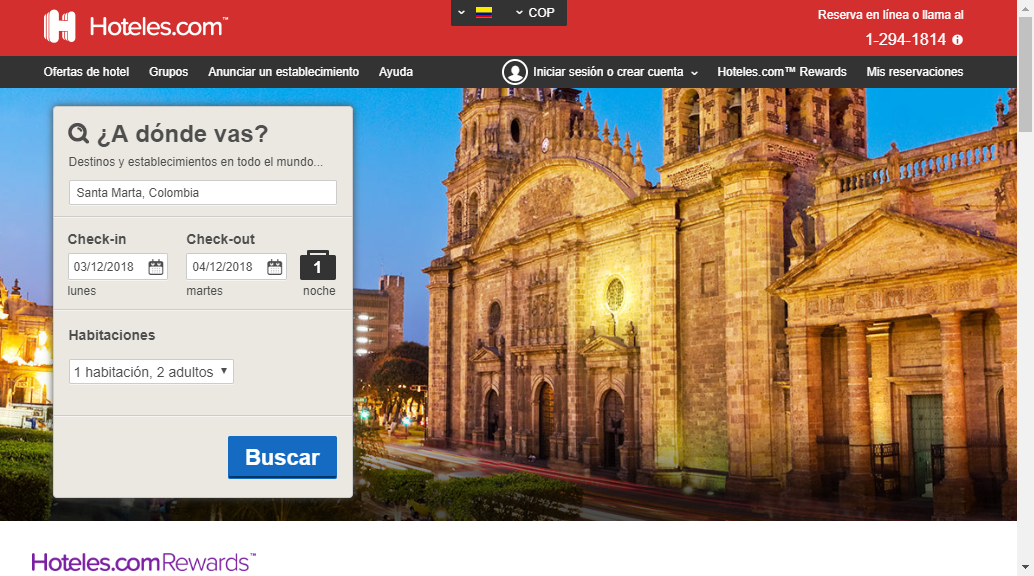 Hoteles.com™
COP
Reserva en línea o llama al
1-294-1814
Ofertas de hotel Grupos Anunciar un establecimiento Ayuda Iniciar sesión o crear cuenta Hoteles.com™ Rewards Mis reservaciones
¿A dónde vas?
Destinos y establecimientos en todo el mundo...
Santa Marta, Colombia
Check-in Check-out
03/12/2018 04/12/2018 1
lunes martes noche
Habitaciones
1 habitación, 2 adultos
Buscar
Hoteles.com Rewards™